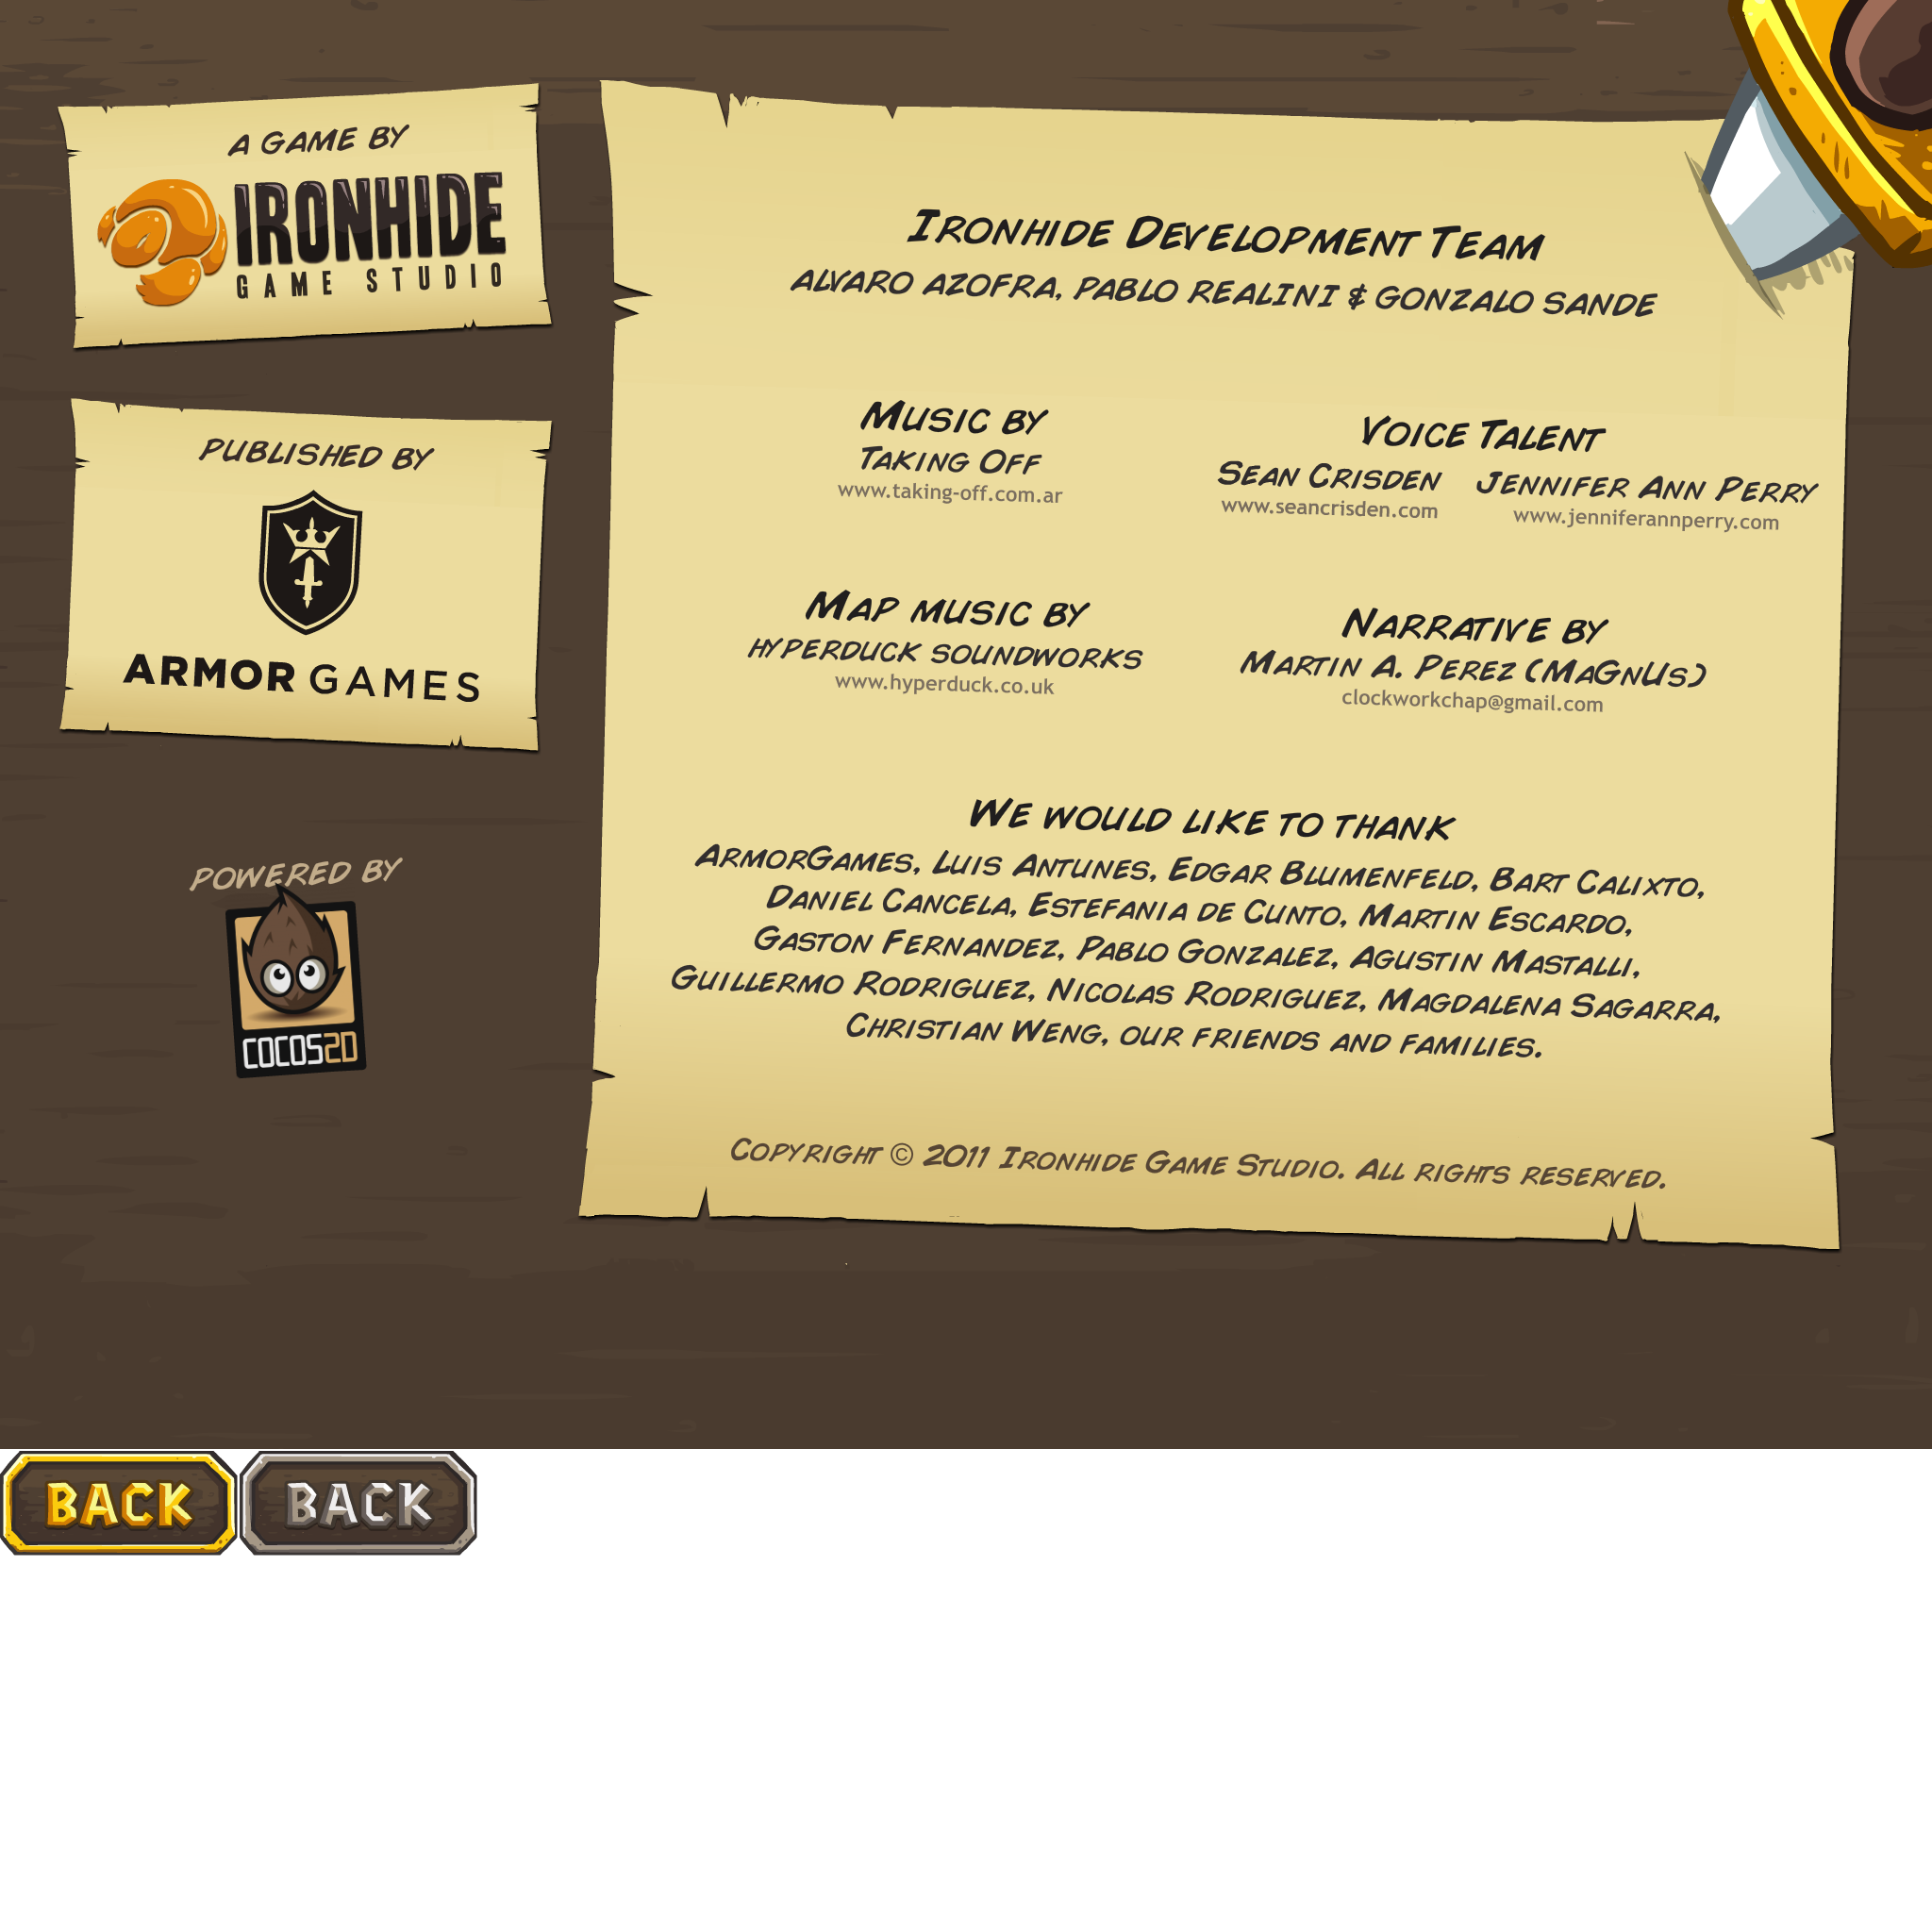 A GAME BY
IRONHIDE
GAME STUDIO
PUBLISHED BY
ARMOR GAMES
POWERED BY
COCOS2D
IRONHIDE DEVELOPMENT TEAM
ALVARO AZOFRA, PABLO REALINI & GONZALO SANDE
MUSIC BY
TAKING OFF
www.taking-off.com.ar
VOICE TALENT
SEAN CRISDEN JENNIFER ANN PERRY
www.seancrisden.com www.jenniferannperry.com
MAP MUSIC BY
HYPERDUCK SOUNDWORKS
www.hyperduck.co.uk
NARRATIVE BY
MARTIN A. PEREZ (MAGNUS)
clockworkchap@gmail.com
WE WOULD LIKE TO THANK
ARMORGAMES, LUIS ANTUNES, EDGAR BLUMENFELD, BART CALIXTO,
DANIEL CANCELA, ESTEFANIA DE CUNTO, MARTIN ESCARDO,
GASTON FERNANDEZ, PABLO GONZALEZ, AGUSTIN MASTALLI,
GUILLERMO RODRIGUEZ, NICOLAS RODRIGUEZ, MAGDALENA SAGARRA,
CHRISTIAN WENG, OUR FRIENDS AND FAMILIES.
COPYRIGHT © 2011 IRONHIDE GAME STUDIO. ALL RIGHTS RESERVED.
BACK BACK